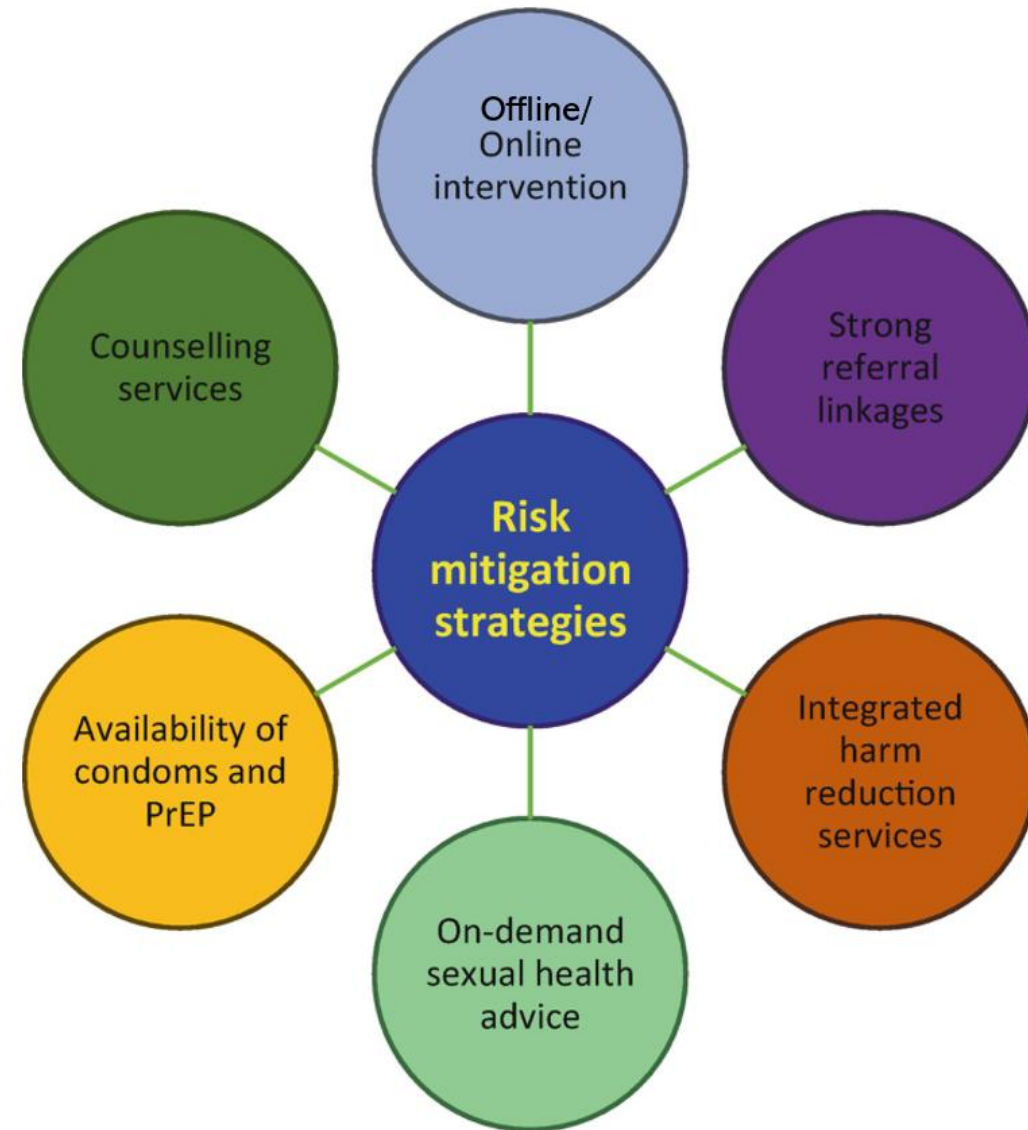 Offline/
Online
intervention
Counselling
services
Strong
referral
linkages
Risk
mitigation
strategies
Availability of
condoms and
PrEP
Integrated
harm
reduction
services
On-demand
sexual health
advice